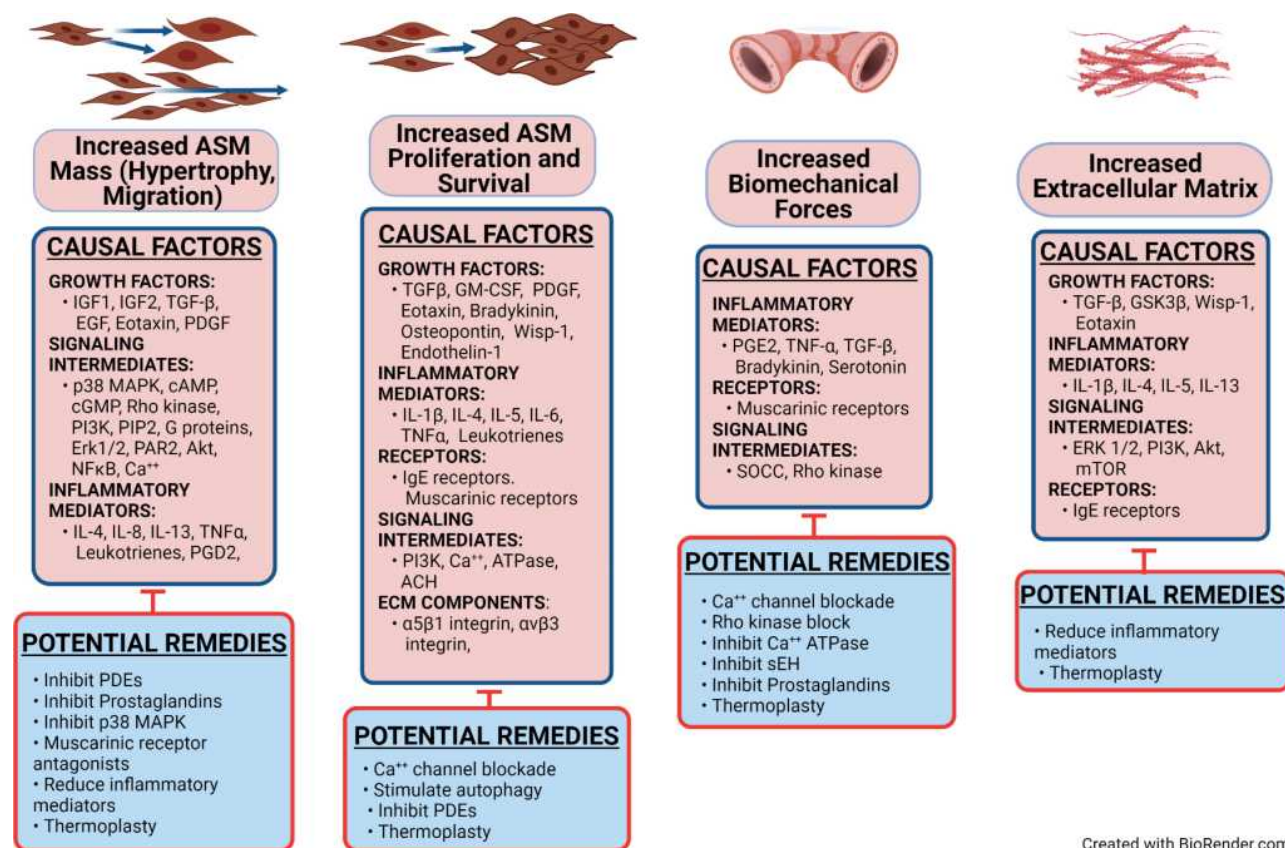 Increased ASM
Mass (Hypertrophy,
Migration)
CAUSAL FACTORS
GROWTH FACTORS:
• IGF1, IGF2, TGF-β,
EGF, Eotaxin, PDGF
SIGNALING
INTERMEDIATES:
• p38 MAPK, cAMP,
cGMP, Rho kinase,
PI3K, PIP2, G proteins,
Erk1/2, PAR2, Akt,
NFκB, Ca⁺⁺
INFLAMMATORY
MEDIATORS:
• IL-4, IL-8, IL-13, TNFα,
Leukotrienes, PGD2,
POTENTIAL REMEDIES
• Inhibit PDEs
• Inhibit Prostaglandins
• Inhibit p38 MAPK
• Muscarinic receptor
antagonists
• Reduce inflammatory
mediators
• Thermoplasty
Increased ASM
Proliferation and
Survival
CAUSAL FACTORS
GROWTH FACTORS:
• TGFβ, GM-CSF, PDGF,
Eotaxin, Bradykinin,
Osteopontin, Wisp-1,
Endothelin-1
INFLAMMATORY
MEDIATORS:
• IL-1β, IL-4, IL-5, IL-6,
TNFα, Leukotrienes
RECEPTORS:
• IgE receptors.
Muscarinic receptors
SIGNALING
INTERMEDIATES:
• PI3K, Ca⁺⁺, ATPase,
ACH
ECM COMPONENTS:
• α5β1 integrin, αvβ3
integrin,
POTENTIAL REMEDIES
• Ca⁺⁺ channel blockade
• Stimulate autophagy
• Inhibit PDEs
• Thermoplasty
Increased
Biomechanical
Forces
CAUSAL FACTORS
INFLAMMATORY
MEDIATORS:
• PGE2, TNF-α, TGF-β,
Bradykinin, Serotonin
RECEPTORS:
• Muscarinic receptors
SIGNALING
INTERMEDIATES:
• SOCC, Rho kinase
POTENTIAL REMEDIES
• Ca⁺⁺ channel blockade
• Rho kinase block
• Inhibit Ca⁺⁺ ATPase
• Inhibit sEH
• Inhibit Prostaglandins
• Thermoplasty
Increased
Extracellular Matrix
CAUSAL FACTORS
GROWTH FACTORS:
• TGF-β, GSK3β, Wisp-1,
Eotaxin
INFLAMMATORY
MEDIATORS:
• IL-1β, IL-4, IL-5, IL-13
SIGNALING
INTERMEDIATES:
• ERK 1/2, PI3K, Akt,
mTOR
RECEPTORS:
• IgE receptors
POTENTIAL REMEDIES
• Reduce inflammatory
mediators
• Thermoplasty
Created with BioRender.com